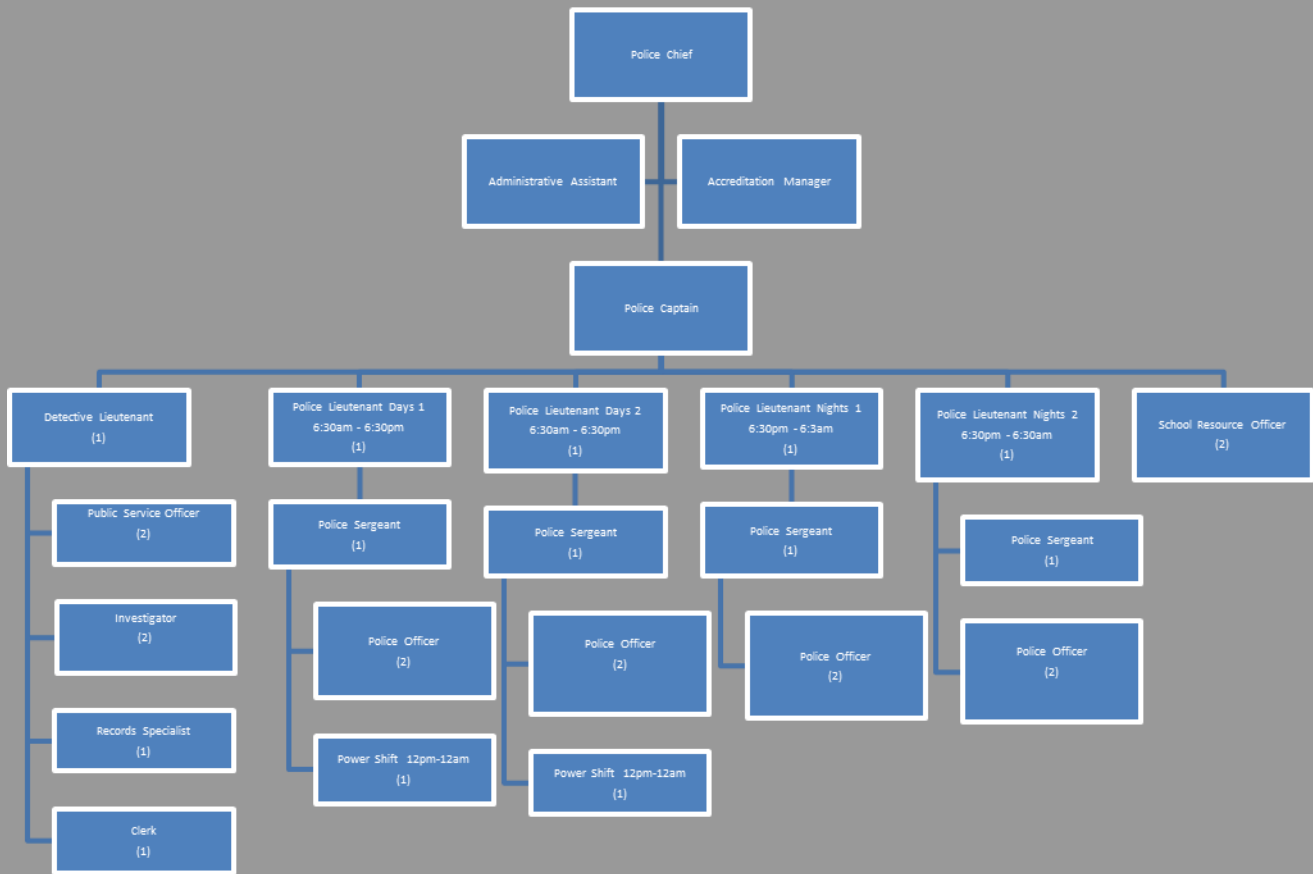 Police Chief
Administrative Assistant
Accreditation Manager
Police Captain
Detective Lieutenant
(1)
Public Service Officer
(2)
Investigator
(2)
Records Specialist
(1)
Clerk
(1)
Police Lieutenant Days 1
6:30am - 6:30pm
(1)
Police Sergeant
(1)
Police Officer
(2)
Power Shift 12pm-12am
(1)
Police Lieutenant Days 2
6:30am - 6:30pm
(1)
Police Sergeant
(1)
Police Officer
(2)
Power Shift 12pm-12am
(1)
Police Lieutenant Nights 1
6:30pm - 6:3am
(1)
Police Sergeant
(1)
Police Officer
(2)
Police Lieutenant Nights 2
6:30pm - 6:30am
(1)
Police Sergeant
(1)
Police Officer
(2)
School Resource Officer
(2)